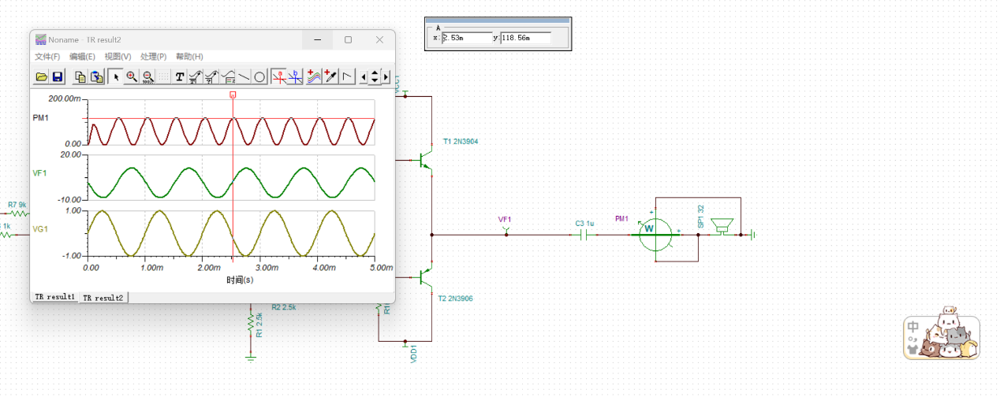 Noname - TR result2
文件(F) 编辑(E) 视图(V) 处理(P) 帮助(H)
T
100%
a
b
A
x: 2.53m y: 118.56m
200.00m
PM1
0.00
20.00
VF1
-10.00
1.00
VG1
-1.00
0.00 1.00m 2.00m 3.00m 4.00m 5.00m
时间(s)
TR result1 TR result2
VCC1
T1 2N3904
R7 9k
1k
VF1
C3 1u
PM1
W
+
+
SP1 32
T2 2N3906
R2 2.5k
R1 2.5k
VDD1
中